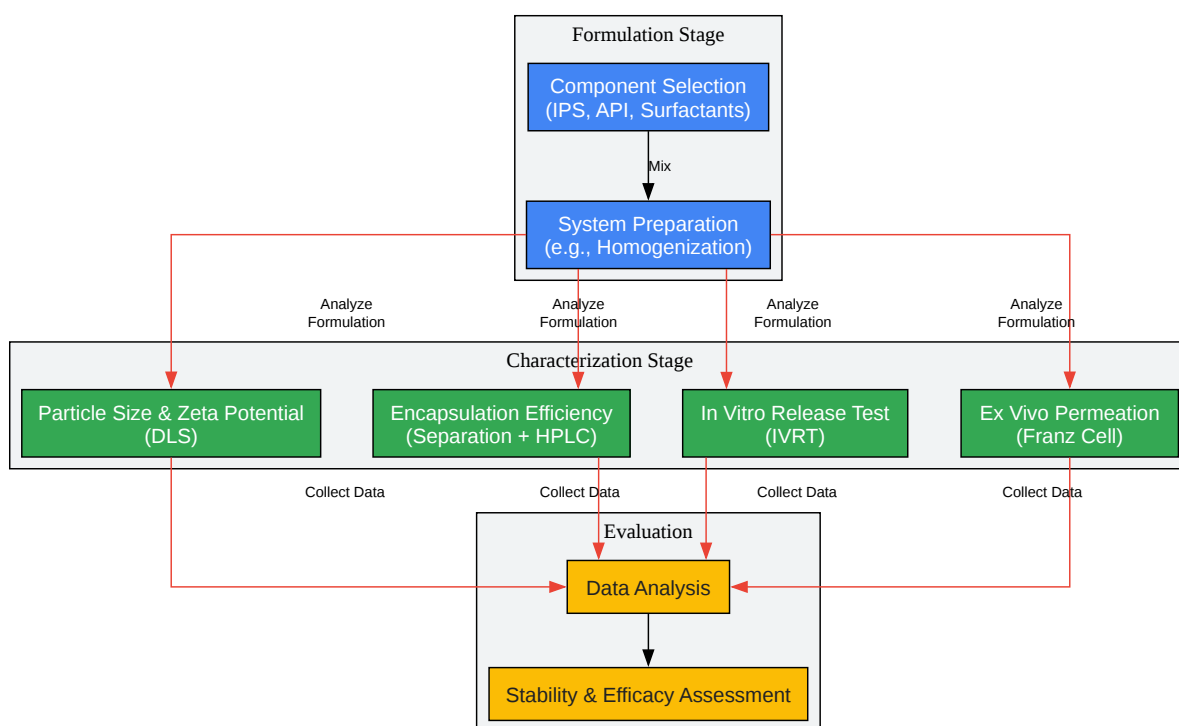 Formulation Stage
Component Selection
(IPS, API, Surfactants)
Mix
System Preparation
(e.g., Homogenization)
Analyze
Formulation
Analyze
Formulation
Analyze
Formulation
Analyze
Formulation
Characterization Stage
Particle Size & Zeta Potential
(DLS)
Encapsulation Efficiency
(Separation + HPLC)
In Vitro Release Test
(IVRT)
Ex Vivo Permeation
(Franz Cell)
Collect Data
Collect Data
Collect Data
Collect Data
Evaluation
Data Analysis
Stability & Efficacy Assessment